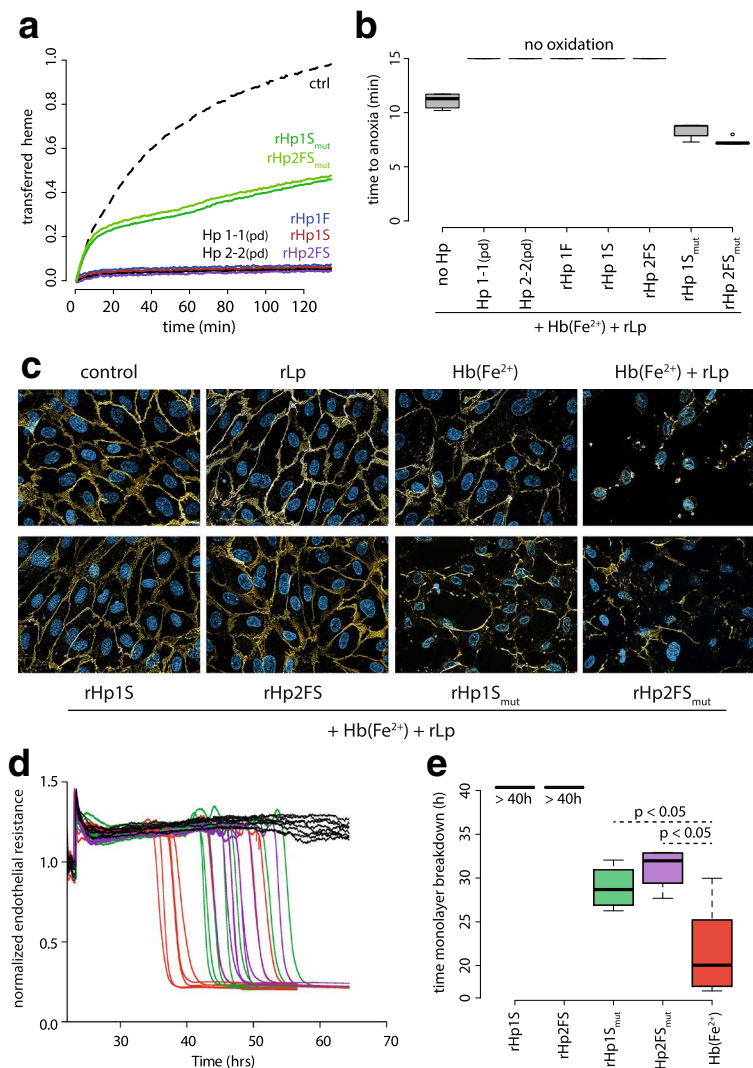 a
transferred heme
1.0
0.8
0.6
0.4
0.2
0.0
ctrl
rHp1Smut
rHp2FSmut
rHp1F
Hp 1-1(pd) rHp1S
Hp 2-2(pd) rHp2FS
0 20 40 60 80 100 120
time (min)
b
no oxidation
time to anoxia (min)
15
10
5
0
no Hp
Hp 1-1(pd)
Hp 2-2(pd)
rHp 1F
rHp 1S
rHp 2FS
rHp 1Smut
rHp 2FSmut
+ Hb(Fe2+) + rLp
c
control rLp Hb(Fe2+) Hb(Fe2+) + rLp
rHp1S rHp2FS rHp1Smut rHp2FSmut
+ Hb(Fe2+) + rLp
d
normalized endothelial resistance
1.5
1.0
0.5
0.0
30 40 50 60 70
Time (hrs)
e
time monolayer breakdown (h)
40
35
30
25
20
0
> 40h > 40h
p < 0.05
p < 0.05
rHp1S
rHp2FS
rHp1Smut
Hp2FSmut
Hb(Fe2+)